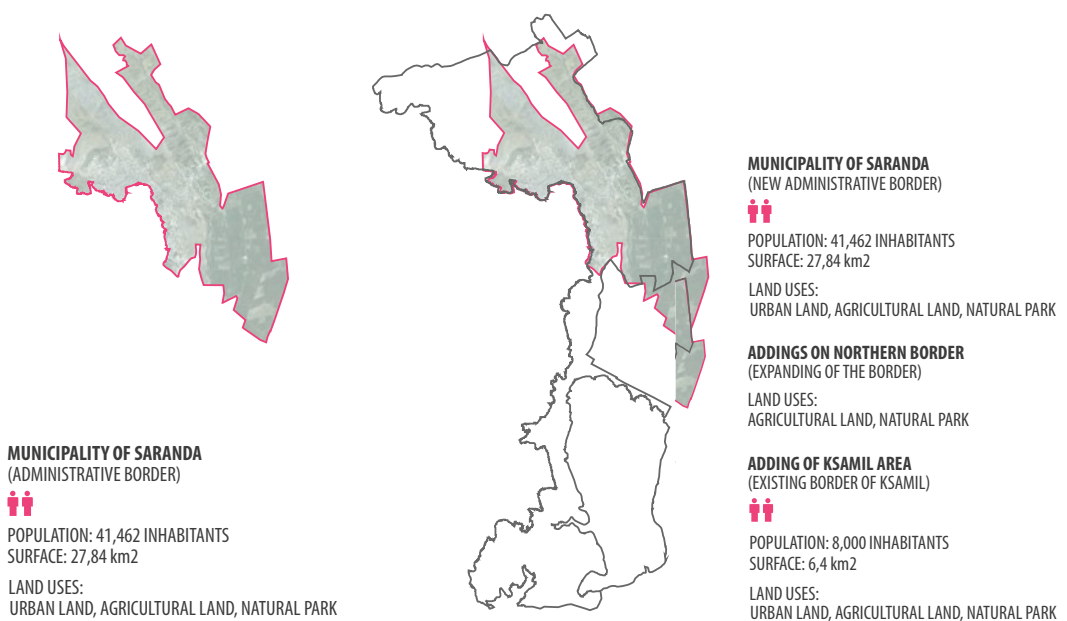 MUNICIPALITY OF SARANDA
(ADMINISTRATIVE BORDER)
POPULATION: 41,462 INHABITANTS
SURFACE: 27,84 km2
LAND USES:
URBAN LAND, AGRICULTURAL LAND, NATURAL PARK
MUNICIPALITY OF SARANDA
(NEW ADMINISTRATIVE BORDER)
POPULATION: 41,462 INHABITANTS
SURFACE: 27,84 km2
LAND USES:
URBAN LAND, AGRICULTURAL LAND, NATURAL PARK
ADDINGS ON NORTHERN BORDER
(EXPANDING OF THE BORDER)
LAND USES:
AGRICULTURAL LAND, NATURAL PARK
ADDING OF KSAMIL AREA
(EXISTING BORDER OF KSAMIL)
POPULATION: 8,000 INHABITANTS
SURFACE: 6,4 km2
LAND USES:
URBAN LAND, AGRICULTURAL LAND, NATURAL PARK